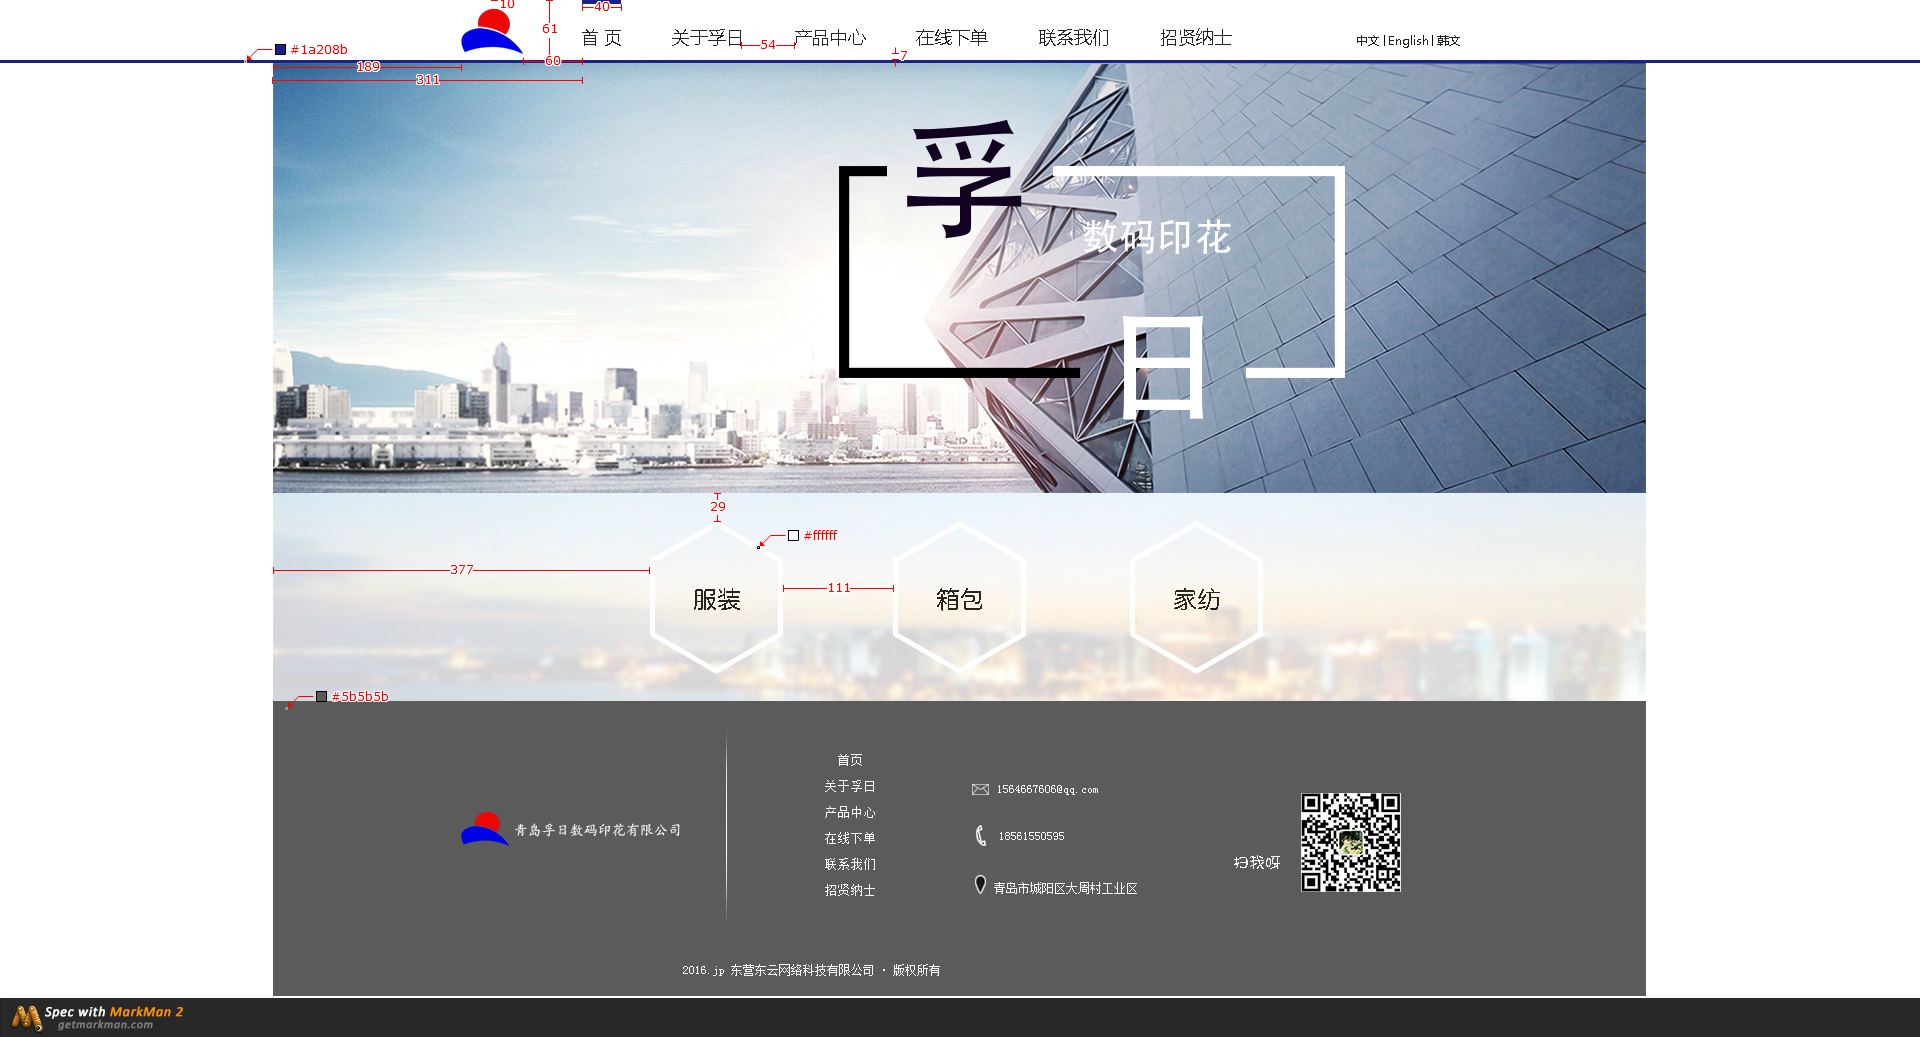 10
40
61
首 页
关于孚日
54
产品中心
在线下单
联系我们
招贤纳士
中文 | English | 韩文
#1a208b
7
60
189
311
孚
数码印花
日
29
#ffffff
377
111
服装
箱包
家纺
#5b5b5b
首页
关于孚日
产品中心
在线下单
联系我们
招贤纳士
青岛孚日数码印花有限公司
1564667606@qq.com
18561550595
青岛市城阳区大周村工业区
扫我呀
2016.jp 东营东云网络科技有限公司 · 版权所有
Spec with MarkMan 2
getmarkman.com